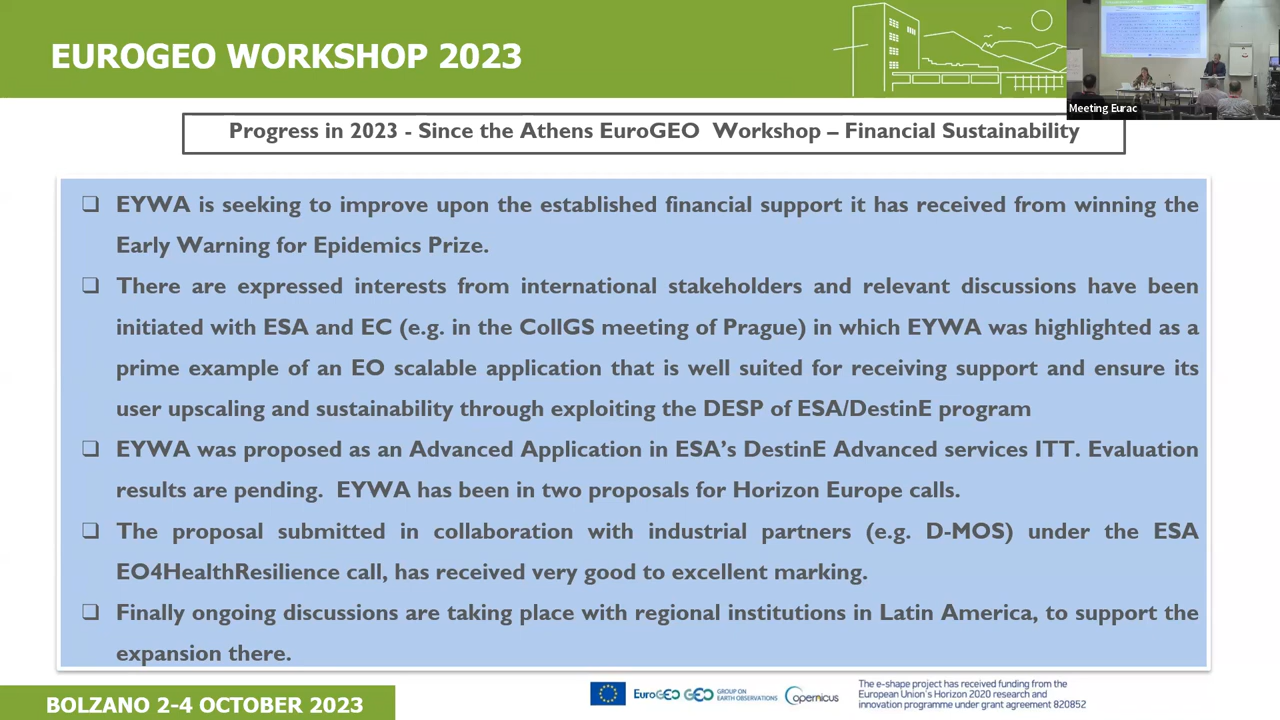 EUROGEO WORKSHOP 2023
Meeting Eurac
Progress in 2023 - Since the Athens EuroGEO Workshop – Financial Sustainability
❑ EYWA is seeking to improve upon the established financial support it has received from winning the
Early Warning for Epidemics Prize.
❑ There are expressed interests from international stakeholders and relevant discussions have been
initiated with ESA and EC (e.g. in the CollGS meeting of Prague) in which EYWA was highlighted as a
prime example of an EO scalable application that is well suited for receiving support and ensure its
user upscaling and sustainability through exploiting the DESP of ESA/DestinE program
❑ EYWA was proposed as an Advanced Application in ESA’s DestinE Advanced services ITT. Evaluation
results are pending. EYWA has been in two proposals for Horizon Europe calls.
❑ The proposal submitted in collaboration with industrial partners (e.g. D-MOS) under the ESA
EO4HealthResilience call, has received very good to excellent marking.
❑ Finally ongoing discussions are taking place with regional institutions in Latin America, to support the
expansion there.
BOLZANO 2-4 OCTOBER 2023
EuroGEO
GEO GROUP ON
EARTH OBSERVATIONS
Copernicus
The e-shape project has received funding from the
European Union’s Horizon 2020 research and
innovation programme under grant agreement 820852